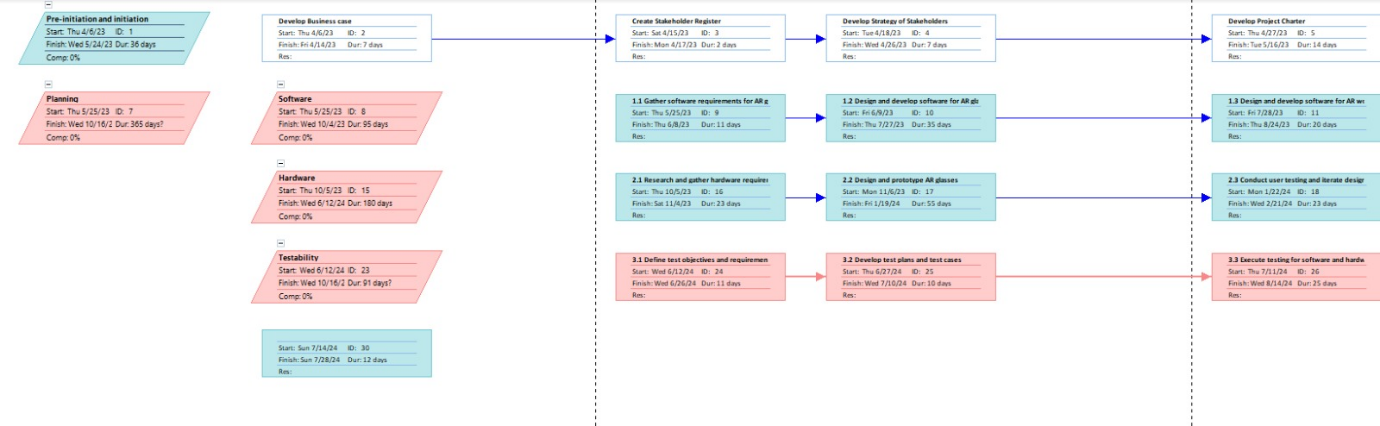 Pre-initiation and initiation
Start: Thu 4/6/23 ID: 1
Finish: Wed 5/24/23 Dur: 36 days
Comp: 0%
Develop Business case
Start: Thu 4/6/23 ID: 2
Finish: Fri 4/14/23 Dur: 7 days
Res:
Create Stakeholder Register
Start: Sat 4/15/23 ID: 3
Finish: Mon 4/17/23 Dur: 2 days
Res:
Develop Strategy of Stakeholders
Start: Tue 4/18/23 ID: 4
Finish: Wed 4/26/23 Dur: 7 days
Res:
Develop Project Charter
Start: Thu 4/27/23 ID: 5
Finish: Tue 5/16/23 Dur: 14 days
Res:
Planning
Start: Thu 5/25/23 ID: 7
Finish: Wed 10/16/2 Dur: 365 days?
Comp: 0%
Software
Start: Thu 5/25/23 ID: 8
Finish: Wed 10/4/23 Dur: 95 days
Comp: 0%
1.1 Gather software requirements for AR g
Start: Thu 5/25/23 ID: 9
Finish: Thu 6/8/23 Dur: 11 days
Res:
1.2 Design and develop software for AR gb
Start: Fri 6/9/23 ID: 10
Finish: Thu 7/27/23 Dur: 35 days
Res:
1.3 Design and develop software for AR we
Start: Fri 7/28/23 ID: 11
Finish: Thu 8/24/23 Dur: 20 days
Res:
Hardware
Start: Thu 10/5/23 ID: 15
Finish: Wed 6/12/24 Dur: 180 days
Comp: 0%
2.1 Research and gather hardware requirer
Start: Thu 10/5/23 ID: 16
Finish: Sat 11/4/23 Dur: 23 days
Res:
2.2 Design and prototype AR glasses
Start: Mon 11/6/23 ID: 17
Finish: Fri 1/19/24 Dur: 55 days
Res:
2.3 Conduct user testing and iterate desigr
Start: Mon 1/22/24 ID: 18
Finish: Wed 2/21/24 Dur: 23 days
Res:
Testability
Start: Wed 6/12/24 ID: 23
Finish: Wed 10/16/2 Dur: 91 days?
Comp: 0%
3.1 Define test objectives and requiremen
Start: Wed 6/12/24 ID: 24
Finish: Wed 6/26/24 Dur: 11 days
Res:
3.2 Develop test plans and test cases
Start: Thu 6/27/24 ID: 25
Finish: Wed 7/10/24 Dur: 10 days
Res:
3.3 Execute testing for software and hardw
Start: Thu 7/11/24 ID: 26
Finish: Wed 8/14/24 Dur: 25 days
Res:
Start: Sun 7/14/24 ID: 30
Finish: Sun 7/28/24 Dur: 12 days
Res: